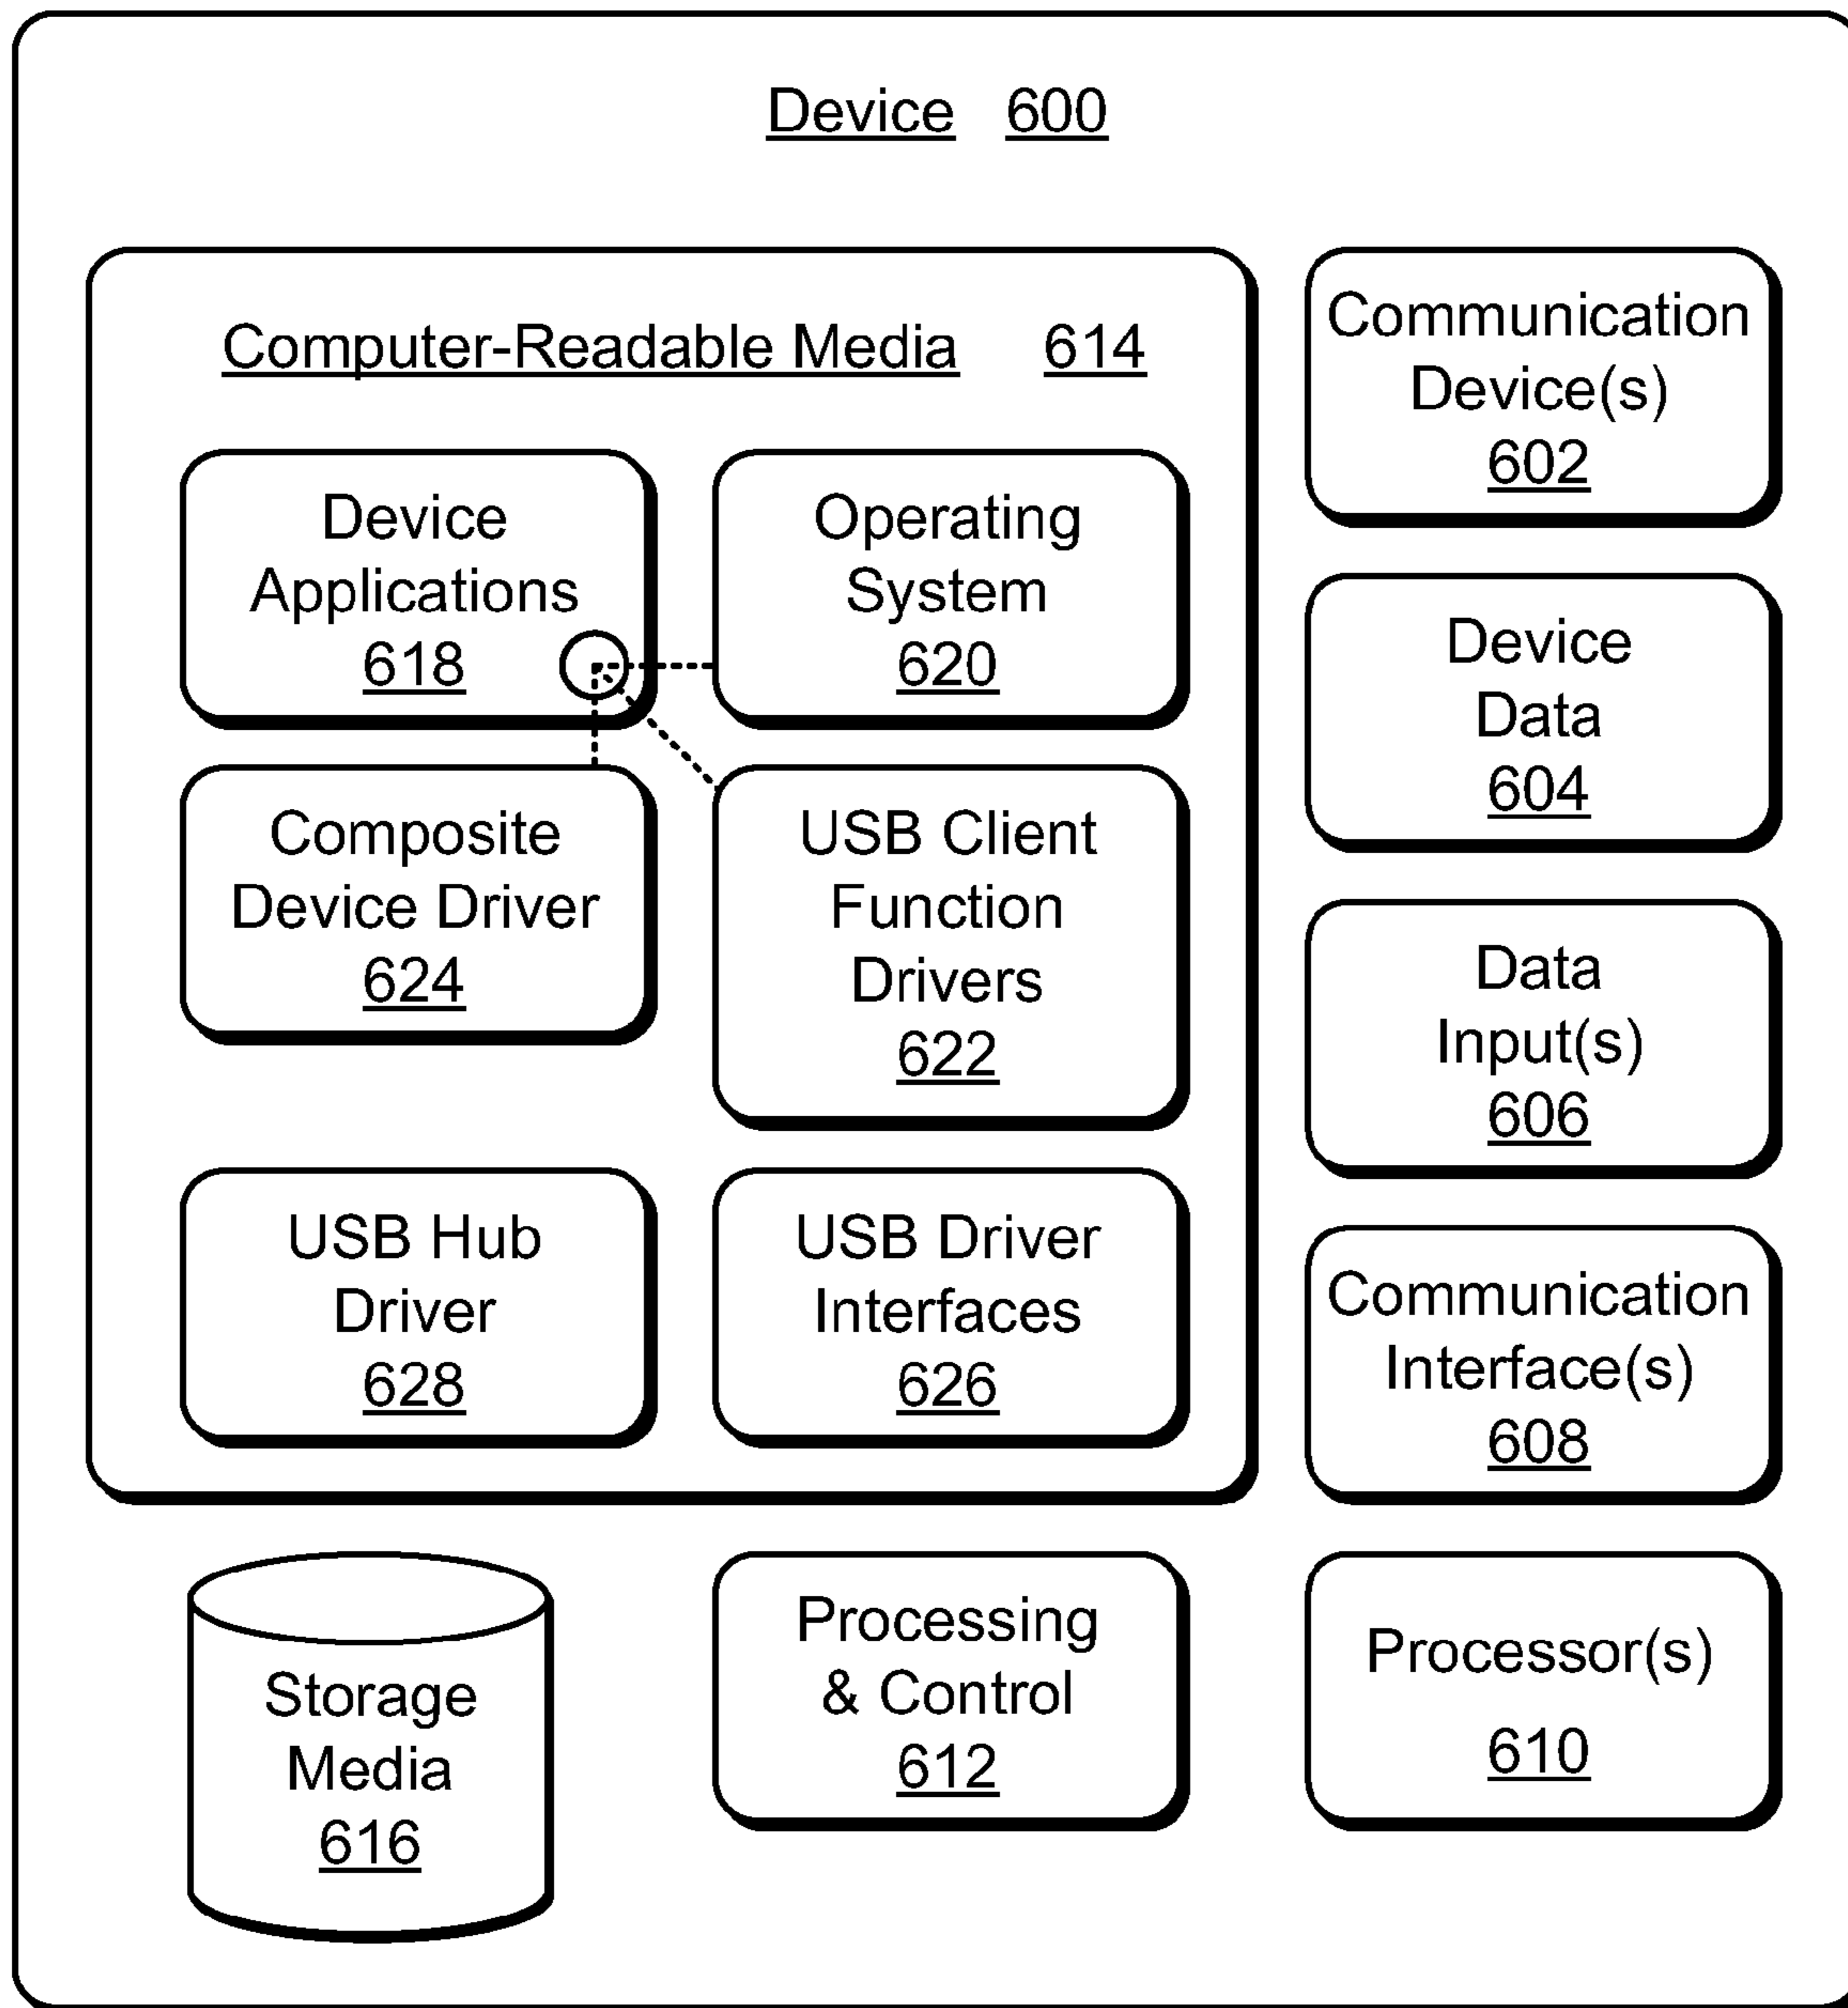 Device 600
Computer-Readable Media 614
Device
Applications
618
Operating
System
620
Composite
Device Driver
624
USB Client
Function
Drivers
622
USB Hub
Driver
628
USB Driver
Interfaces
626
Communication
Device(s)
602
Device
Data
604
Data
Input(s)
606
Communication
Interface(s)
608
Storage
Media
616
Processing
& Control
612
Processor(s)
610